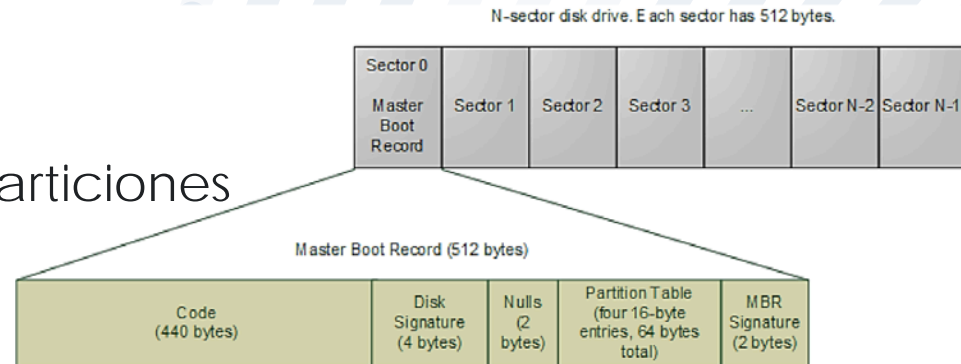 N-sector disk drive. Each sector has 512 bytes.
Sector 0
Master
Boot
Record
Sector 1
Sector 2
Sector 3
...
Sector N-2
Sector N-1
articiones
Master Boot Record (512 bytes)
Code
(440 bytes)
Disk
Signature
(4 bytes)
Nulls
(2
bytes)
Partition Table
(four 16-byte
entries, 64 bytes
total)
MBR
Signature
(2 bytes)